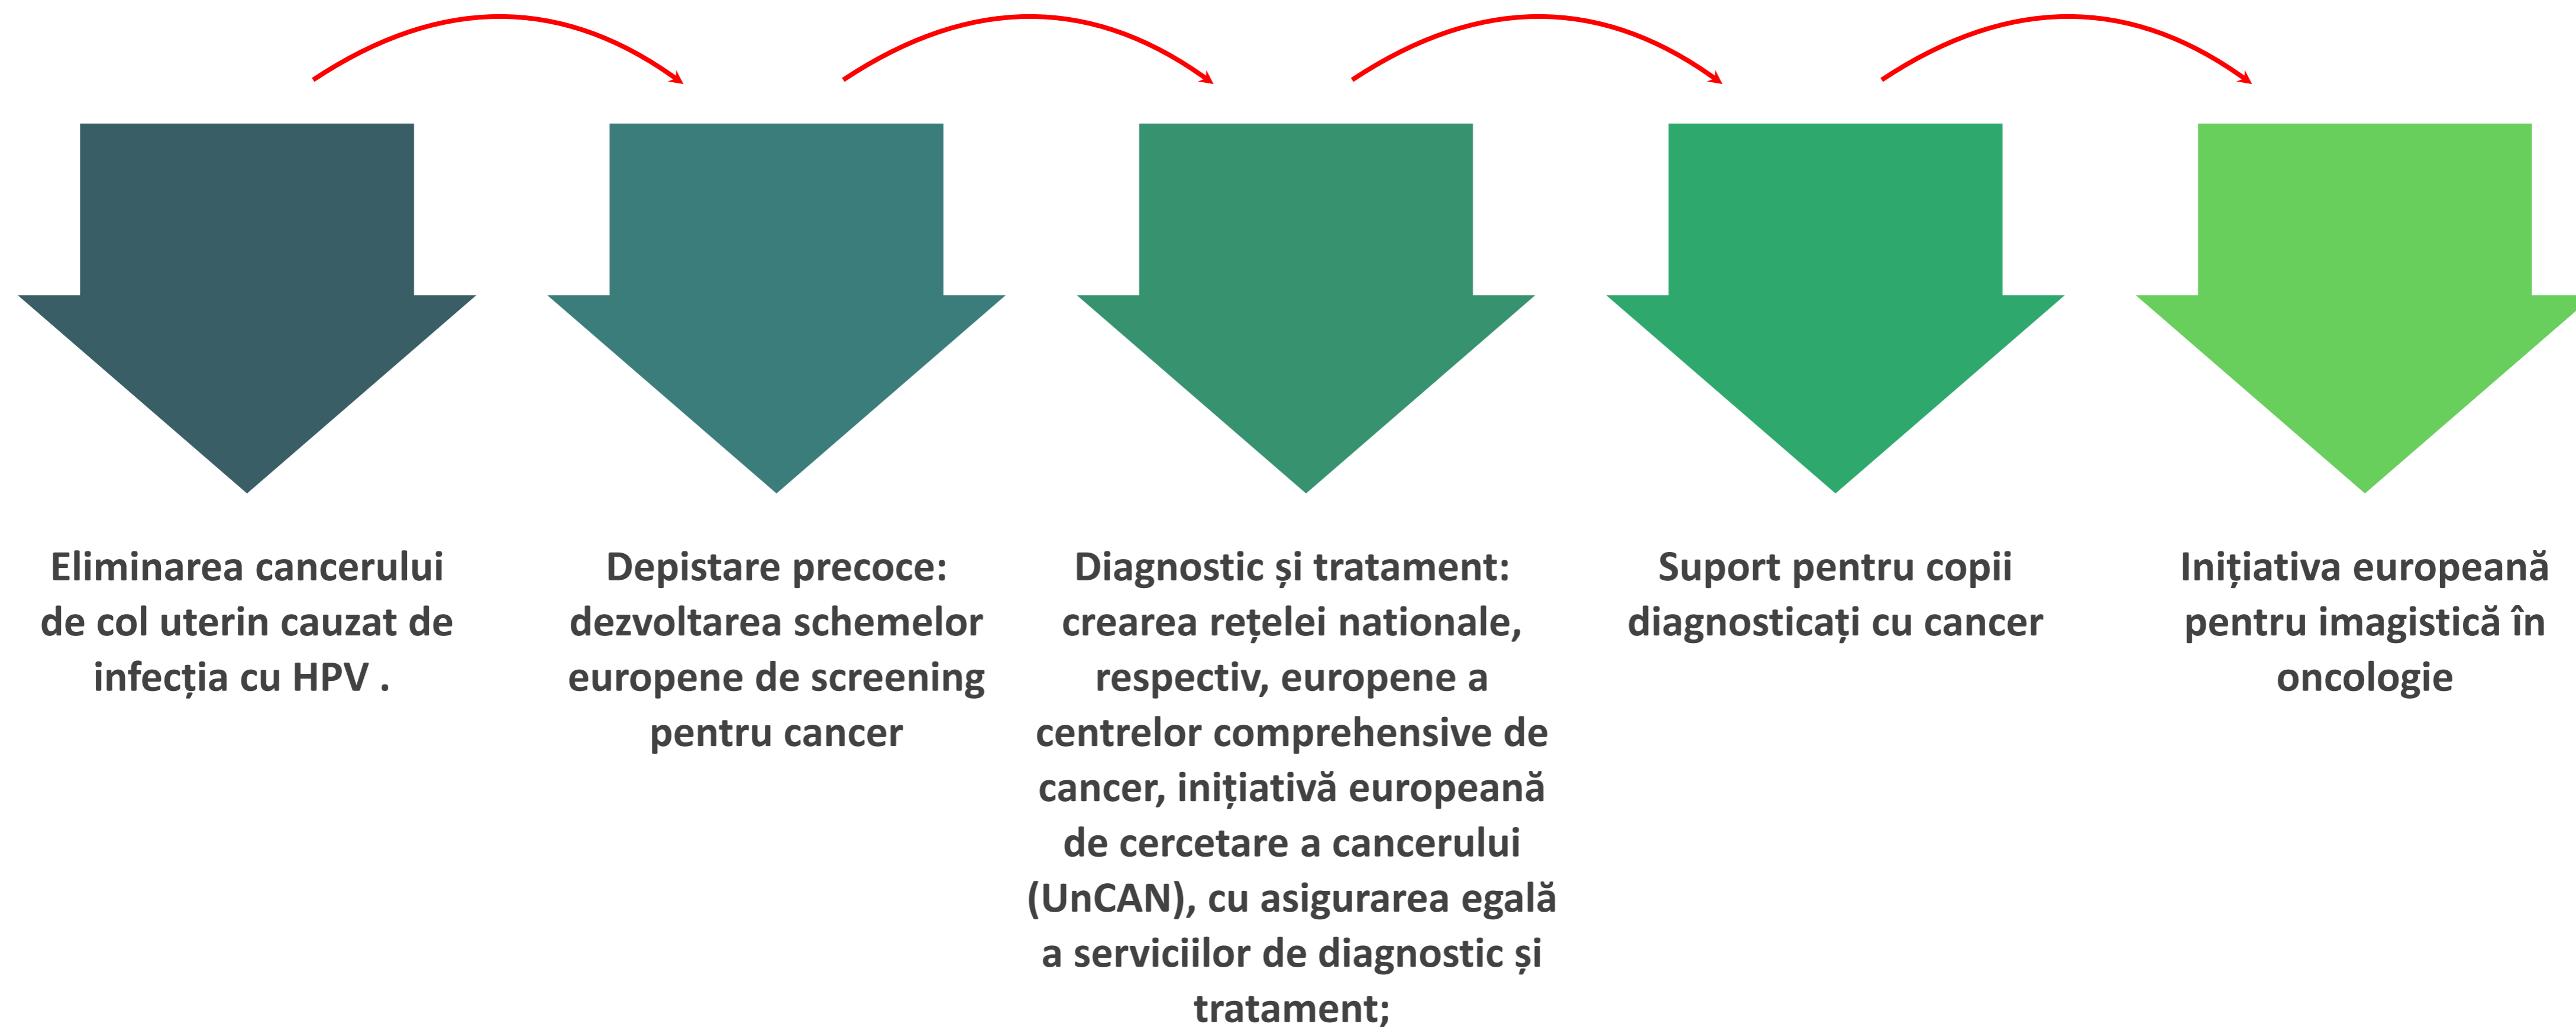 Eliminarea cancerului
de col uterin cauzat de
infecția cu HPV .
Depistare precoce:
dezvoltarea schemelor
europene de screening
pentru cancer
Diagnostic și tratament:
crearea rețelei nationale,
respectiv, europene a
centrelor comprehensive de
cancer, inițiativă europeană
de cercetare a cancerului
(UnCAN), cu asigurarea egală
a serviciilor de diagnostic și
tratament;
Suport pentru copii
diagnosticați cu cancer
Inițiativa europeană
pentru imagistică în
oncologie